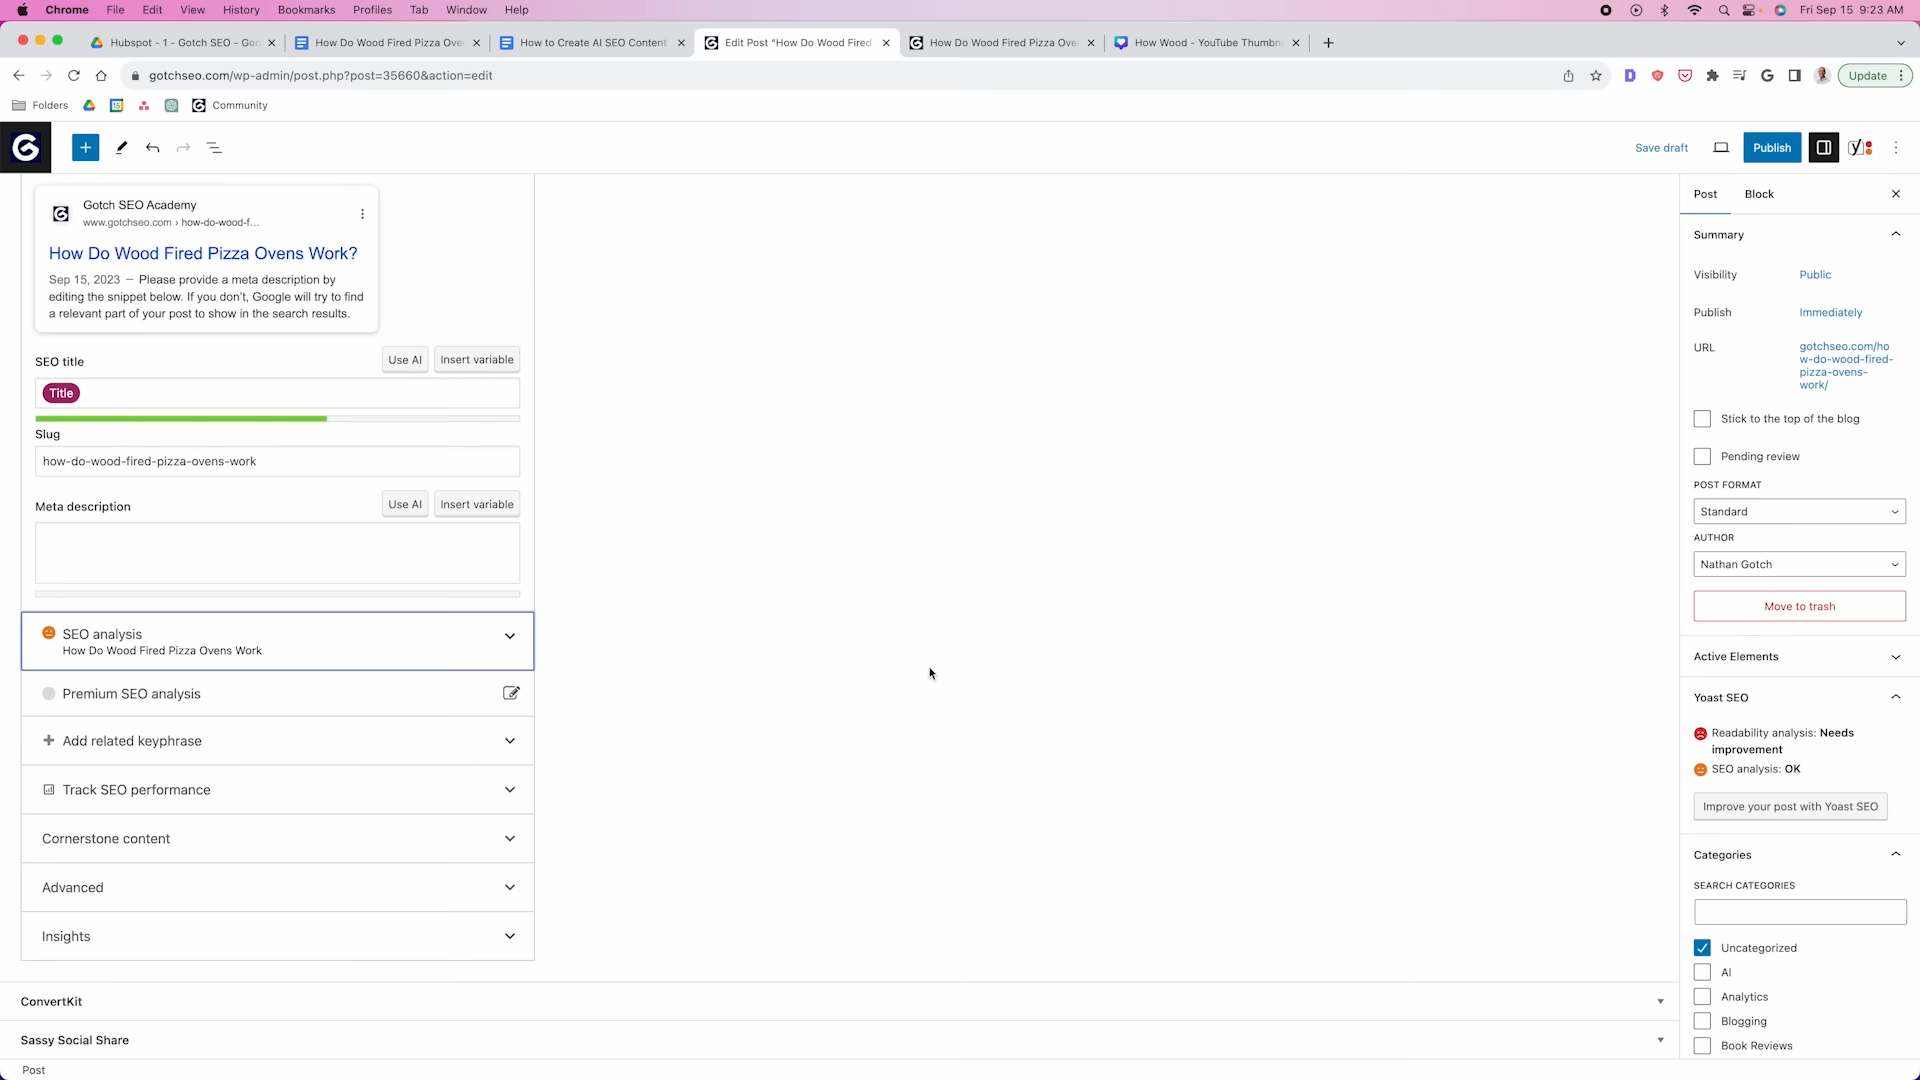 Chrome File Edit View History Bookmarks Profiles Tab Window Help Fri Sep 15 9:23 AM
Hubspot - 1 - Gotch SEO - Goo How Do Wood Fired Pizza Ove How to Create AI SEO Content Edit Post "How Do Wood Fired How Do Wood Fired Pizza Ove How Wood - YouTube Thumbn
gotchseo.com/wp-admin/post.php?post=35660&action=edit Update
Folders Community
Save draft Publish
Gotch SEO Academy
www.gotchseo.com › how-do-wood-f...
How Do Wood Fired Pizza Ovens Work?
Sep 15, 2023 － Please provide a meta description by
editing the snippet below. If you don't, Google will try to find
a relevant part of your post to show in the search results.
SEO title Use AI Insert variable
Title
Slug
how-do-wood-fired-pizza-ovens-work
Meta description Use AI Insert variable
SEO analysis
How Do Wood Fired Pizza Ovens Work
Premium SEO analysis
Add related keyphrase
Track SEO performance
Cornerstone content
Advanced
Insights
ConvertKit
Sassy Social Share
Post
Post Block
Summary
Visibility Public
Publish Immediately
URL gotchseo.com/ho
w-do-wood-fired-
pizza-ovens-
work/
Stick to the top of the blog
Pending review
POST FORMAT
Standard
AUTHOR
Nathan Gotch
Move to trash
Active Elements
Yoast SEO
Readability analysis: Needs
improvement
SEO analysis: OK
Improve your post with Yoast SEO
Categories
SEARCH CATEGORIES
Uncategorized
AI
Analytics
Blogging
Book Reviews